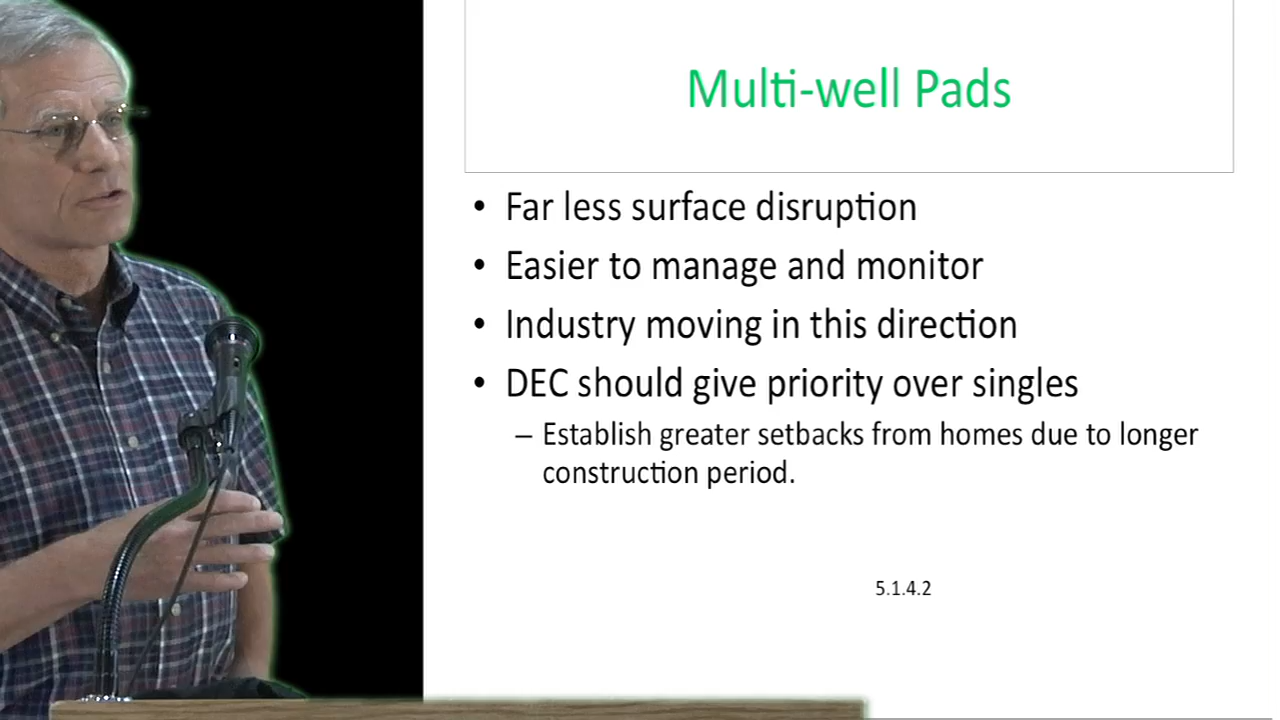 Multi-well Pads
• Far less surface disruption
• Easier to manage and monitor
• Industry moving in this direction
• DEC should give priority over singles
– Establish greater setbacks from homes due to longer
construction period.
5.1.4.2